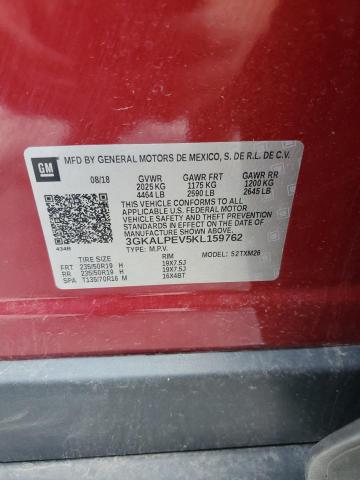 GM
MFD BY GENERAL MOTORS DE MEXICO, S. DE R.L. DE C.V.
08/18 GVWR GAWR FRT GAWR RR
2025 KG 1175 KG 1200 KG
4464 LB 2590 LB 2645 LB
THIS VEHICLE CONFORMS TO ALL APPLICABLE
U.S. FEDERAL MOTOR VEHICLE SAFETY AND
THEFT PREVENTION STANDARDS IN EFFECT ON
THE DATE OF MANUFACTURE SHOWN ABOVE.
3GKALPEV5KL159762
434B TYPE: M.P.V. MODEL: 52TXM26
TIRE SIZE RIM
FRT 235/50R19 H 19X7.5J
RR 235/50R19 H 19X7.5J
SPA T135/70R16 M 16X4BT